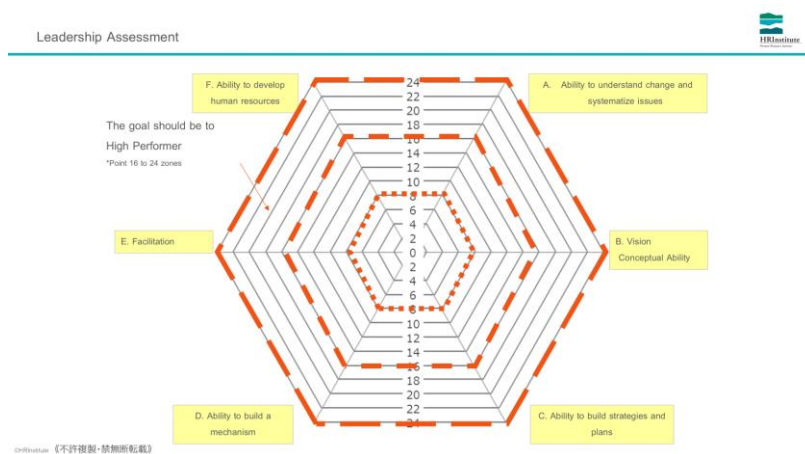 Leadership Assessment
HRInstitute
F. Ability to develop
human resources
A. Ability to understand change and
systematize issues
The goal should be to
High Performer
*Point 16 to 24 zones
E. Facilitation
B. Vision
Conceptual Ability
D. Ability to build a
mechanism
C. Ability to build strategies and
plans
24
22
20
18
16
14
12
10
8
6
4
2
0
2
4
6
8
10
12
14
16
18
20
22
24
©HRInstitute 《不許複製・禁無断転載》